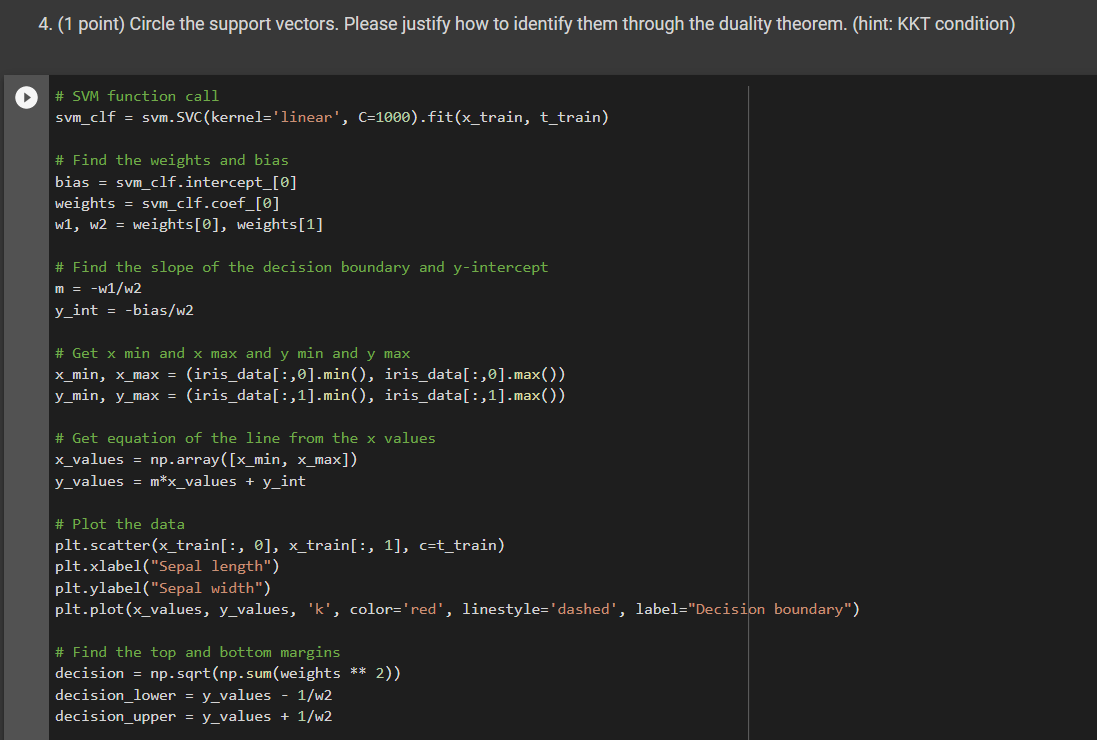 4. (1 point) Circle the support vectors. Please justify how to identify them through the duality theorem. (hint: KKT condition)
# SVM function call
svm_clf = svm.SVC(kernel='linear', C=1000).fit(x_train, t_train)
# Find the weights and bias
bias = svm_clf.intercept_[0]
weights = svm_clf.coef_[0]
w1, w2 = weights[0], weights[1]
# Find the slope of the decision boundary and y-intercept
m = -w1/w2
y_int = -bias/w2
# Get x min and x max and y min and y max
x_min, x_max = (iris_data[:,0].min(), iris_data[:,0].max())
y_min, y_max = (iris_data[:,1].min(), iris_data[:,1].max())
# Get equation of the line from the x values
x_values = np.array([x_min, x_max])
y_values = m*x_values + y_int
# Plot the data
plt.scatter(x_train[:, 0], x_train[:, 1], c=t_train)
plt.xlabel("Sepal length")
plt.ylabel("Sepal width")
plt.plot(x_values, y_values, 'k', color='red', linestyle='dashed', label="Decision boundary")
# Find the top and bottom margins
decision = np.sqrt(np.sum(weights ** 2))
decision_lower = y_values - 1/w2
decision_upper = y_values + 1/w2